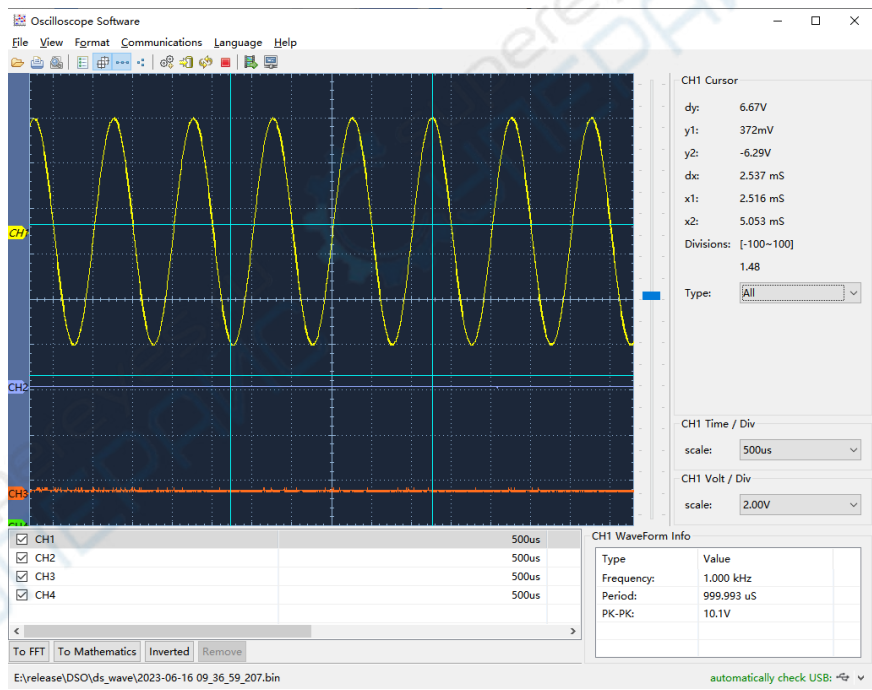 Oscilloscope Software
File View Format Communications Language Help
CH1 Cursor
dy: 6.67V
y1: 372mV
y2: -6.29V
dx: 2.537 mS
x1: 2.516 mS
x2: 5.053 mS
Divisions: [-100~100]
1.48
Type: All
CH1 Time / Div
scale: 500us
CH1 Volt / Div
scale: 2.00V
CH
CH2
CH3
CH1 500us
CH2 500us
CH3 500us
CH4 500us
To FFT To Mathematics Inverted Remove
CH1 WaveForm Info
Type Value
Frequency: 1.000 kHz
Period: 999.993 uS
PK-PK: 10.1V
E:\release\DSO\ds_wave\2023-06-16 09_36_59_207.bin
automatically check USB: